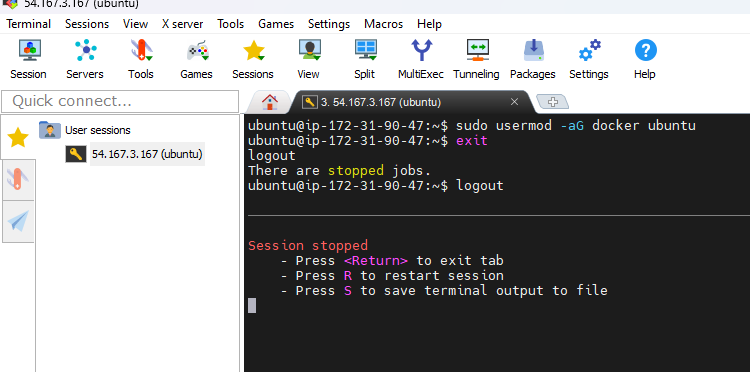 54.167.3.167 (ubuntu)
Terminal Sessions View X server Tools Games Settings Macros Help
Session Servers Tools Games Sessions View Split MultiExec Tunneling Packages Settings Help
Quick connect...
3. 54.167.3.167 (ubuntu)
User sessions
54.167.3.167 (ubuntu)
ubuntu@ip-172-31-90-47:~$ sudo usermod -aG docker ubuntu
ubuntu@ip-172-31-90-47:~$ exit
logout
There are stopped jobs.
ubuntu@ip-172-31-90-47:~$ logout
Session stopped
- Press <Return> to exit tab
- Press R to restart session
- Press S to save terminal output to file